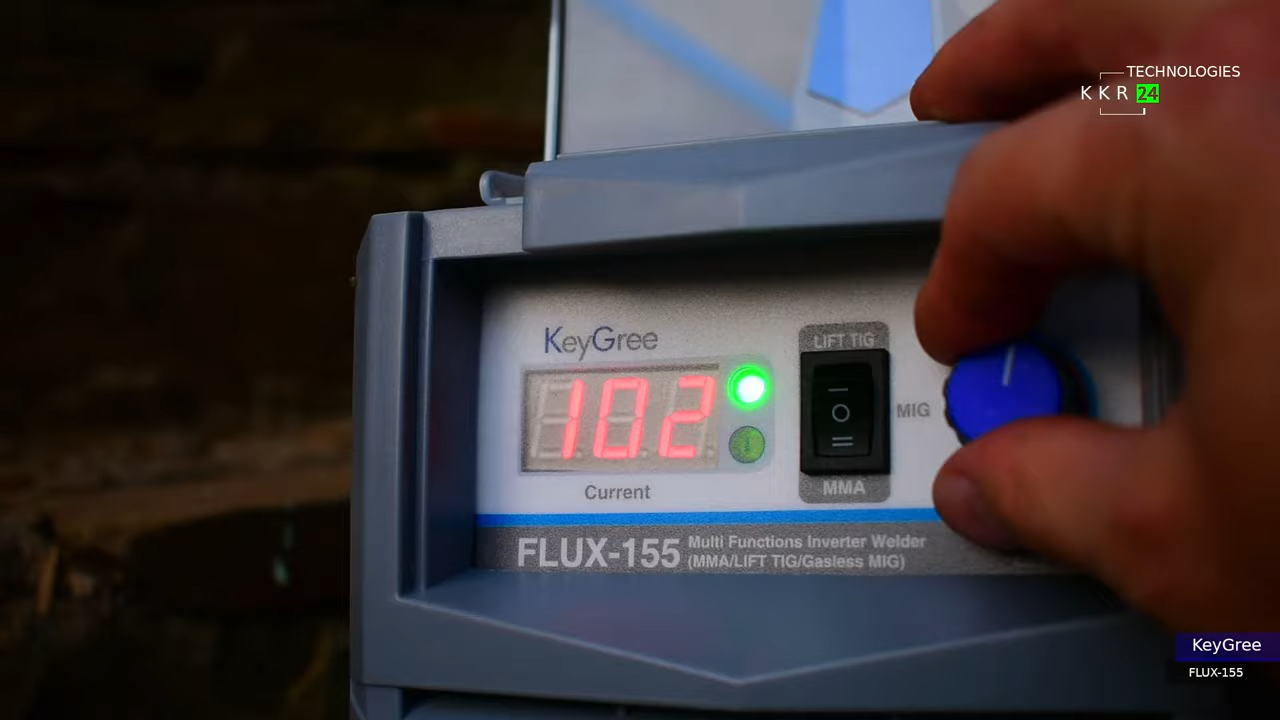 TECHNOLOGIES
KKR 24
KeyGree
LIFT TIG
102
MIG
Current
MMA
FLUX-155
Multi Functions Inverter Welder
(MMA/LIFT TIG/Gasless MIG)
KeyGree
FLUX-155